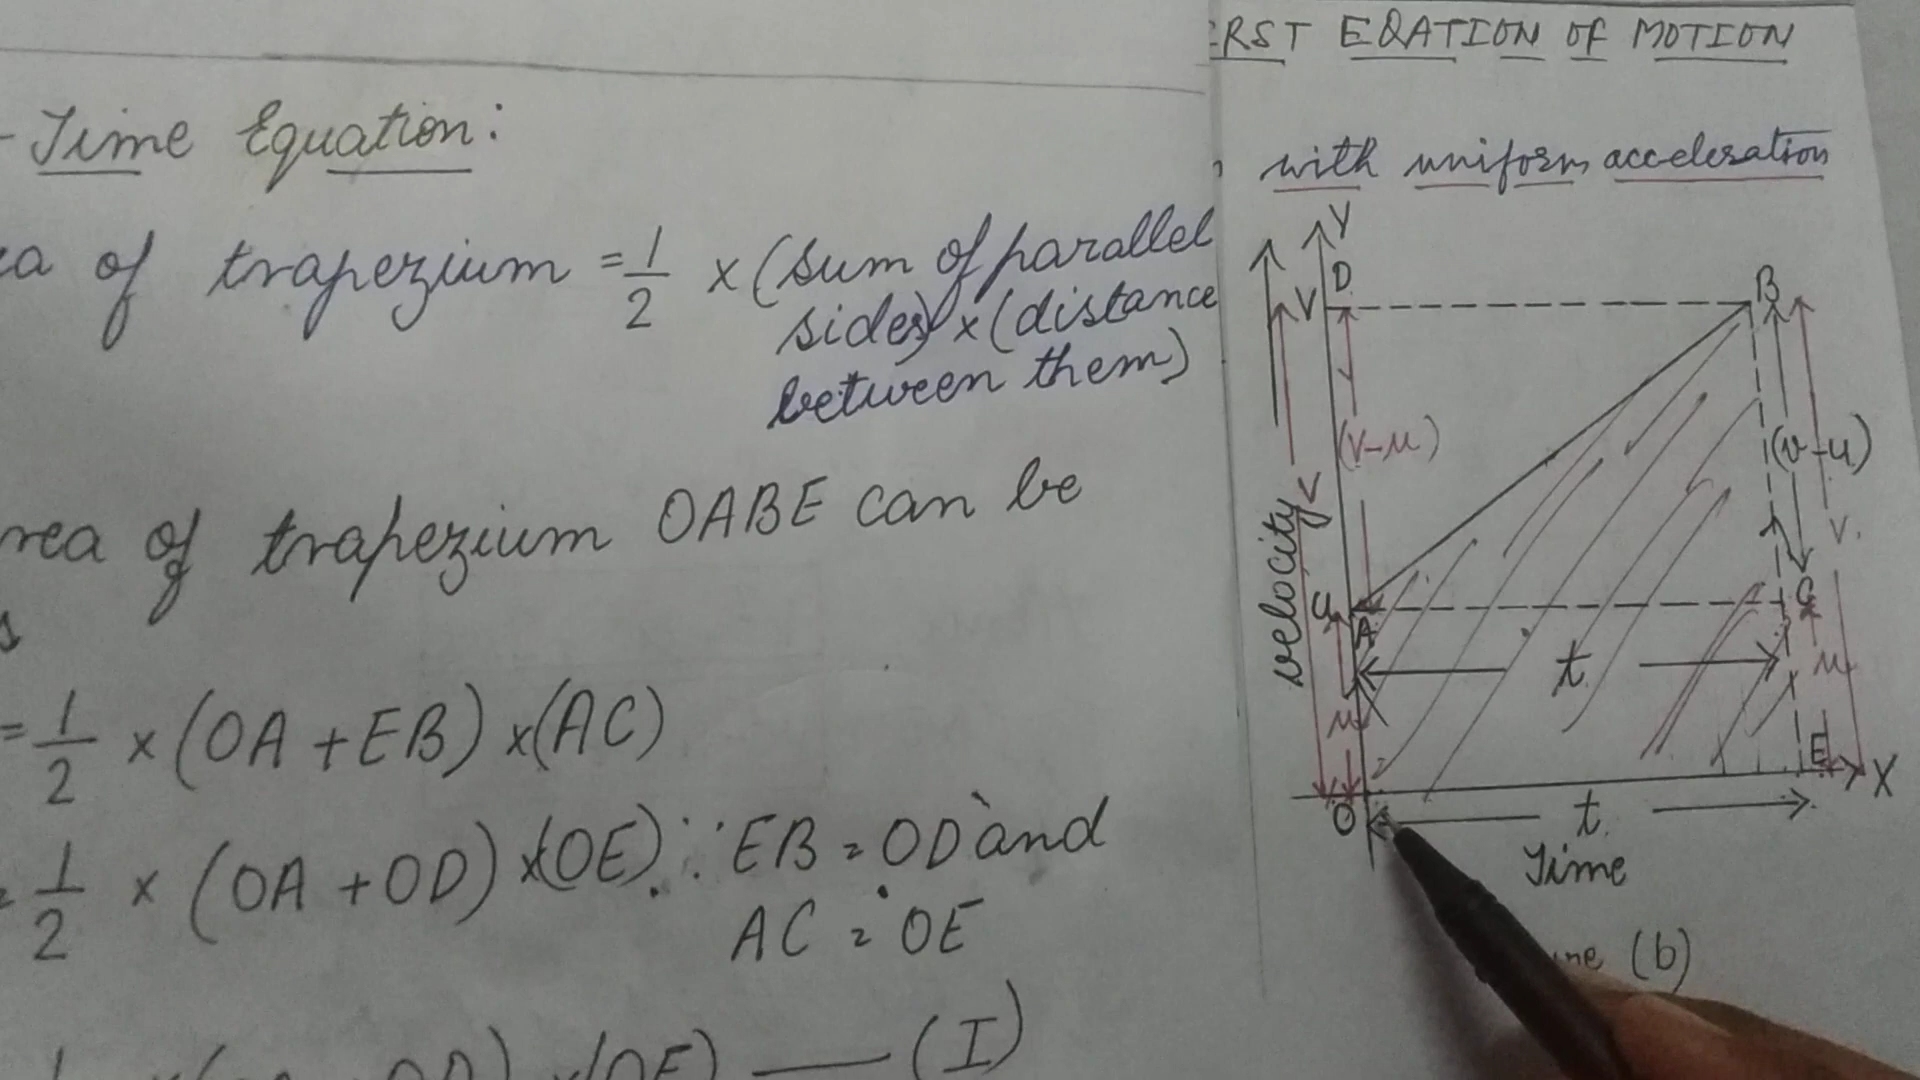 - Time Equation:
ea of trapezium = 1/2 × (sum of parallel
sides) × (distance
between them)
rea of trapezium OABE can be
s
= 1/2 × (OA + EB) × (AC)
= 1/2 × (OA + OD) × (OE) ∵ EB = OD and
AC = OE
(OE) — (I)
RST EQATION OF MOTION
with uniform acceleration
Y
D
V
B
(v-u)
(v-u)
velocity
V
u
A
C
t
u
u
E
X
O
t
Time
(b)